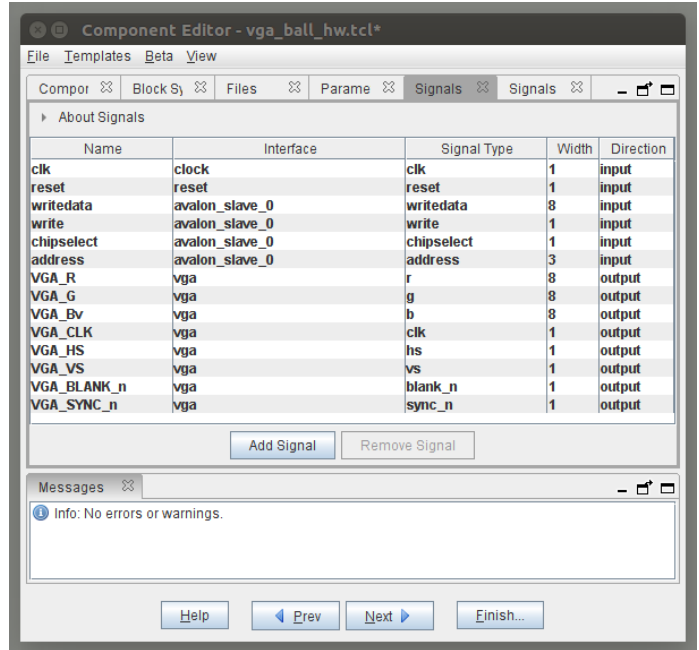 Component Editor - vga_ball_hw.tcl*
File Templates Beta View
Compor Block Sy Files Parame Signals Signals
About Signals
Name Interface Signal Type Width Direction
clk clock clk 1 input
reset reset reset 1 input
writedata avalon_slave_0 writedata 8 input
write avalon_slave_0 write 1 input
chipselect avalon_slave_0 chipselect 1 input
address avalon_slave_0 address 3 input
VGA_R vga r 8 output
VGA_G vga g 8 output
VGA_Bv vga b 8 output
VGA_CLK vga clk 1 output
VGA_HS vga hs 1 output
VGA_VS vga vs 1 output
VGA_BLANK_n vga blank_n 1 output
VGA_SYNC_n vga sync_n 1 output
Add Signal Remove Signal
Messages
Info: No errors or warnings.
Help Prev Next Finish...